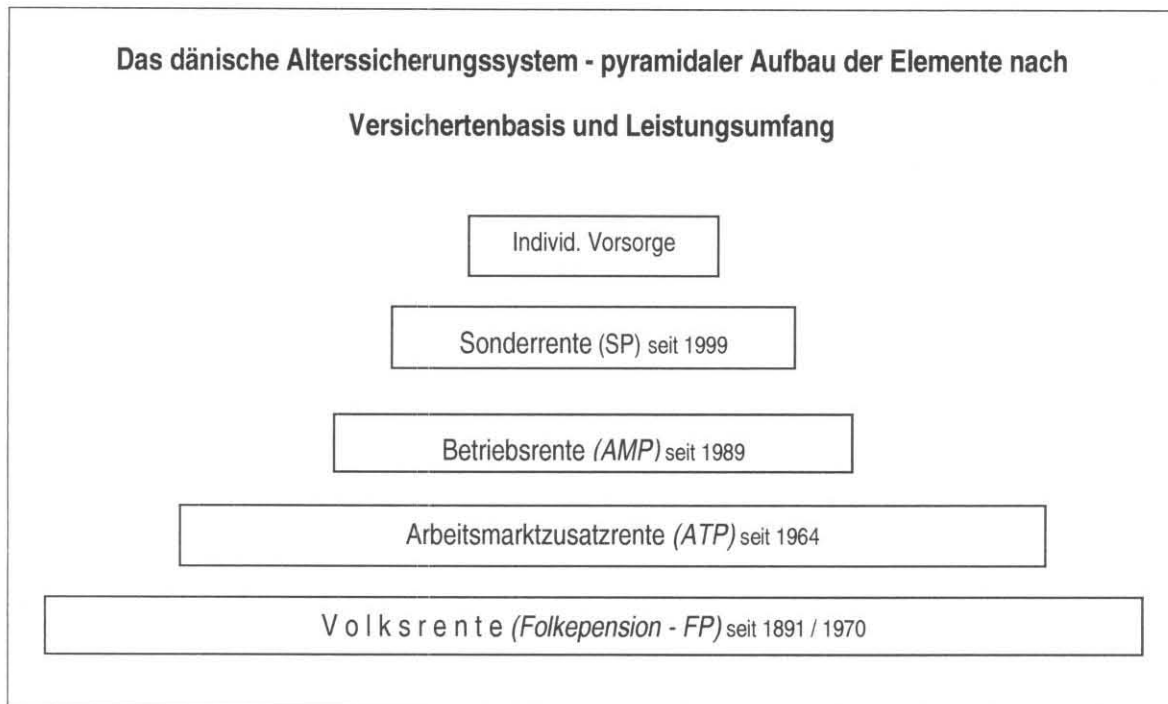 Das dänische Alterssicherungssystem - pyramidaler Aufbau der Elemente nach
Versichertenbasis und Leistungsumfang
Individ. Vorsorge
Sonderrente (SP) seit 1999
Betriebsrente (AMP) seit 1989
Arbeitsmarktzusatzrente (ATP) seit 1964
Volksrente (Folkepension - FP) seit 1891 / 1970